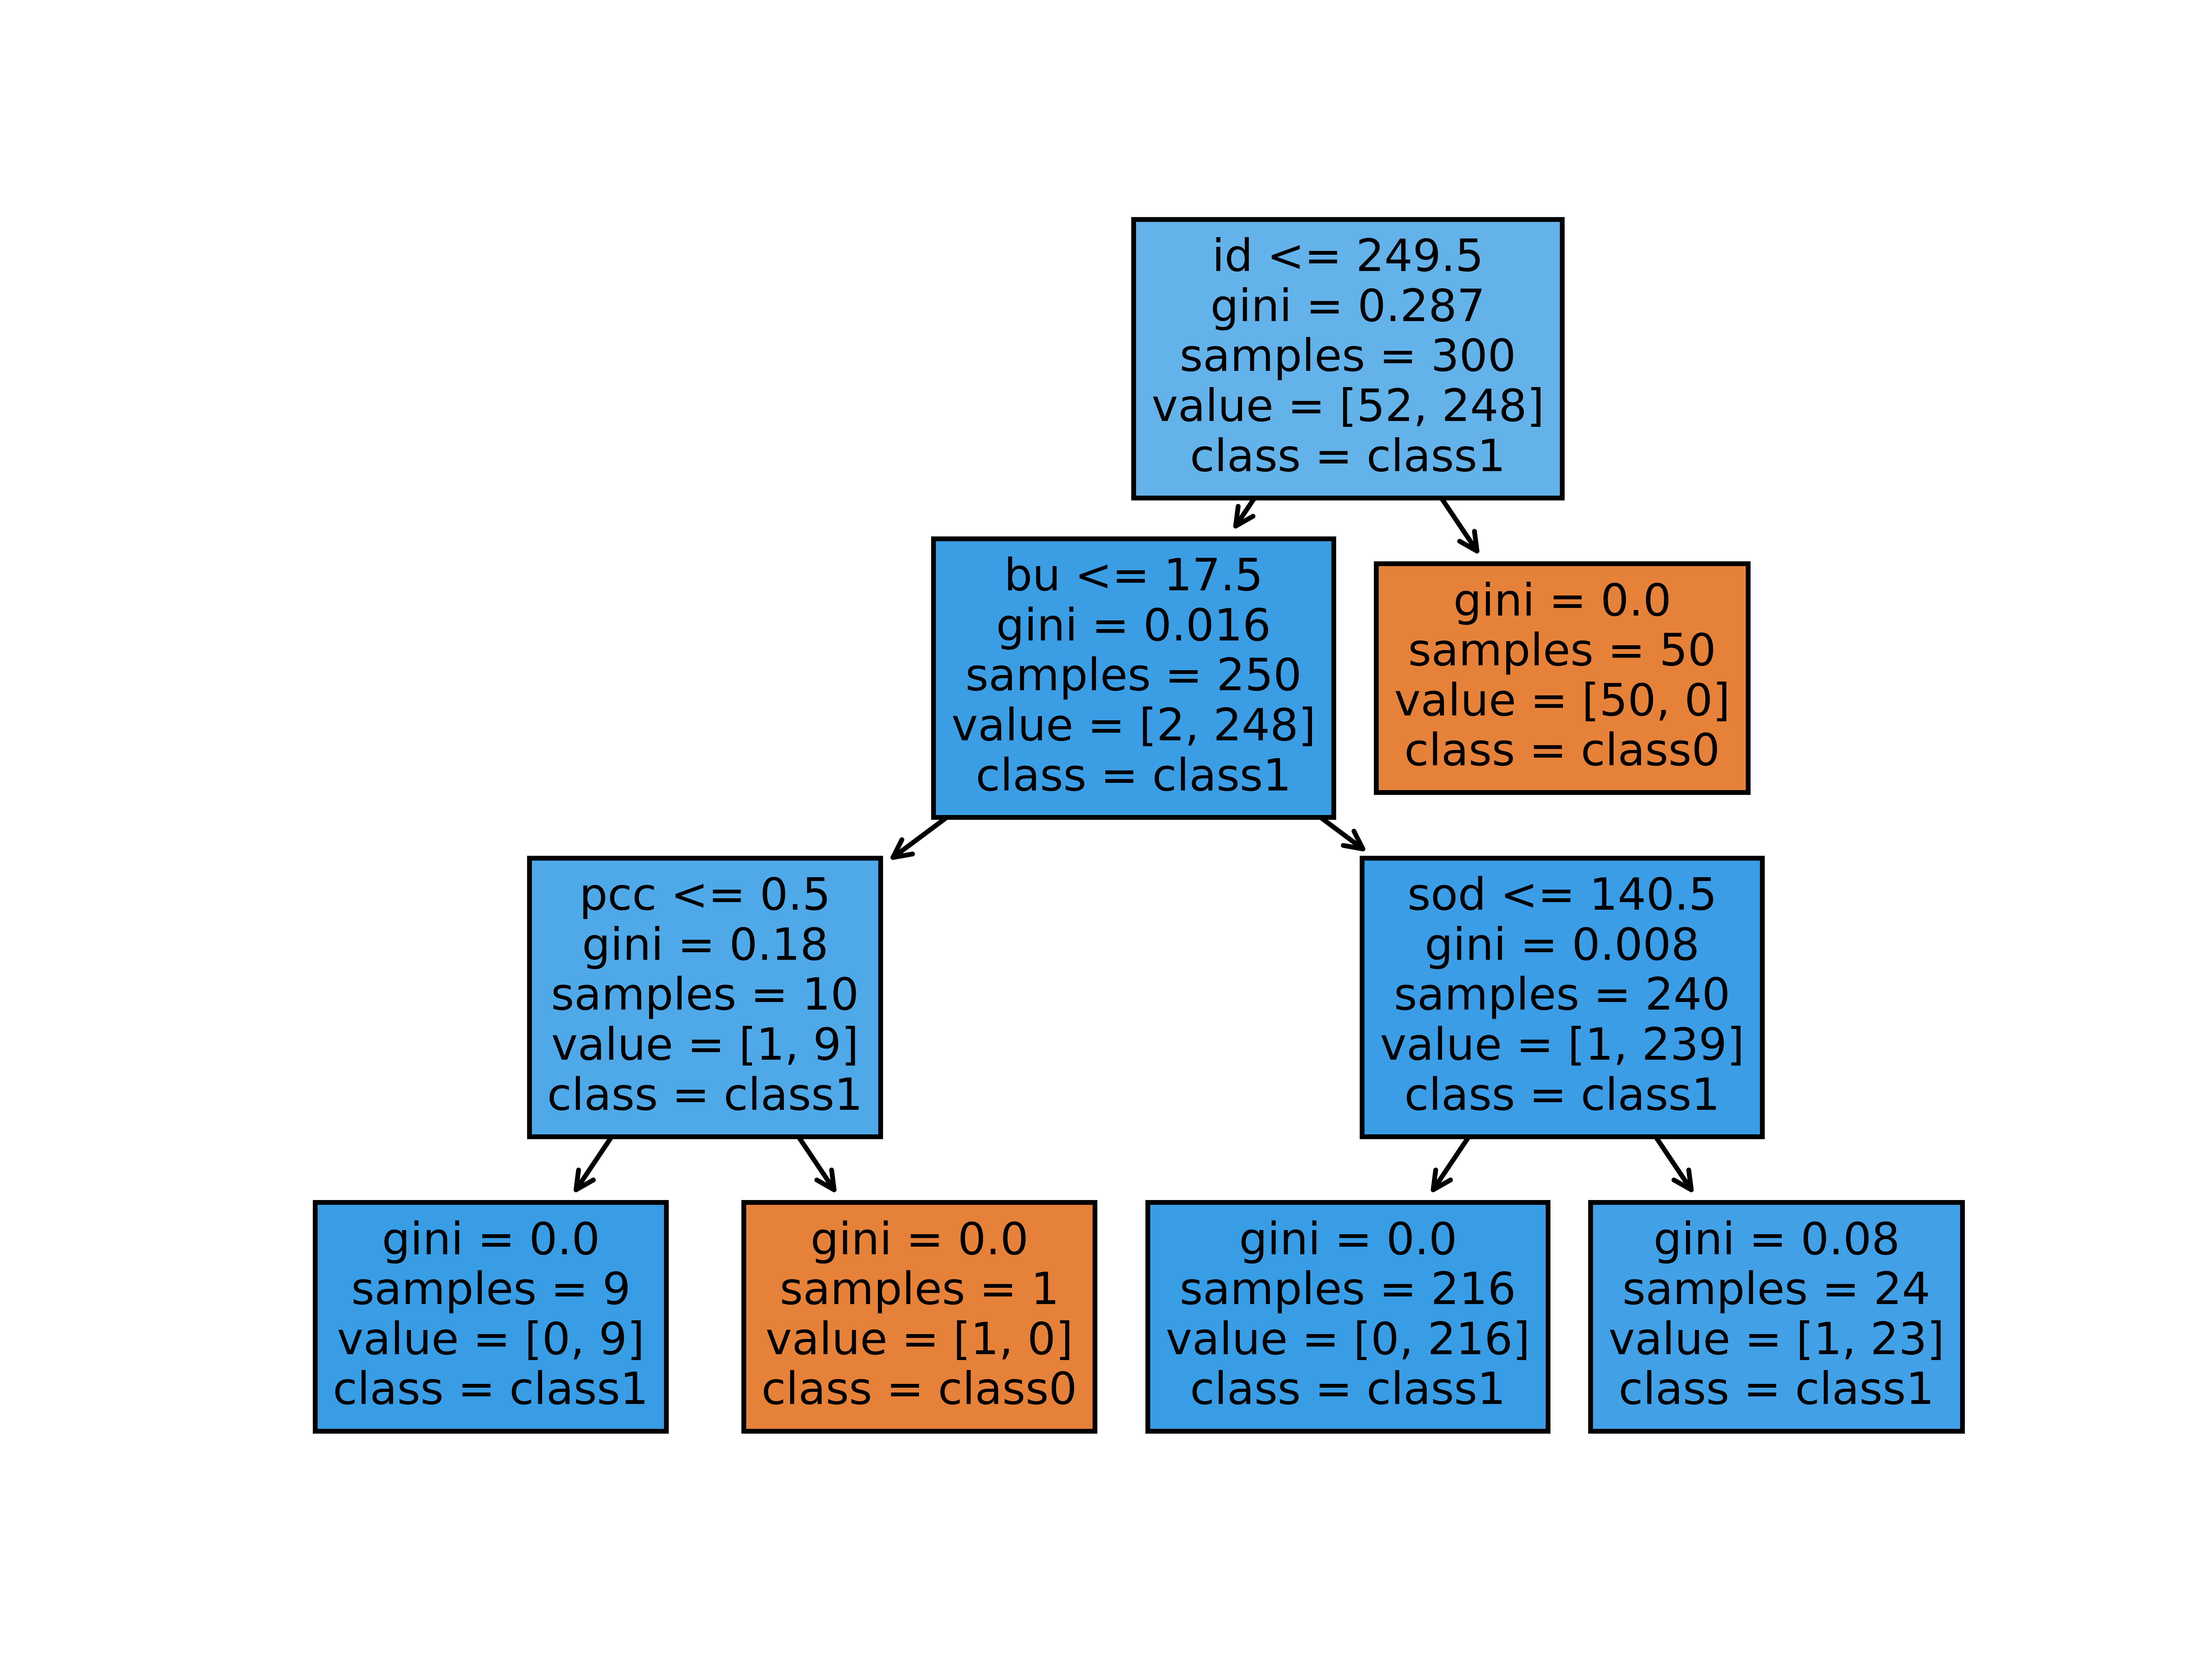 id <= 249.5
gini = 0.287
samples = 300
value = [52, 248]
class = class1
bu <= 17.5
gini = 0.016
samples = 250
value = [2, 248]
class = class1
gini = 0.0
samples = 50
value = [50, 0]
class = class0
pcc <= 0.5
gini = 0.18
samples = 10
value = [1, 9]
class = class1
sod <= 140.5
gini = 0.008
samples = 240
value = [1, 239]
class = class1
gini = 0.0
samples = 9
value = [0, 9]
class = class1
gini = 0.0
samples = 1
value = [1, 0]
class = class0
gini = 0.0
samples = 216
value = [0, 216]
class = class1
gini = 0.08
samples = 24
value = [1, 23]
class = class1